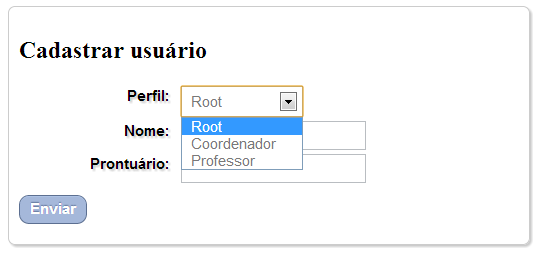 Cadastrar usuário
Perfil: Root
Root
Nome:
Coordenador
Professor
Prontuário:
Enviar